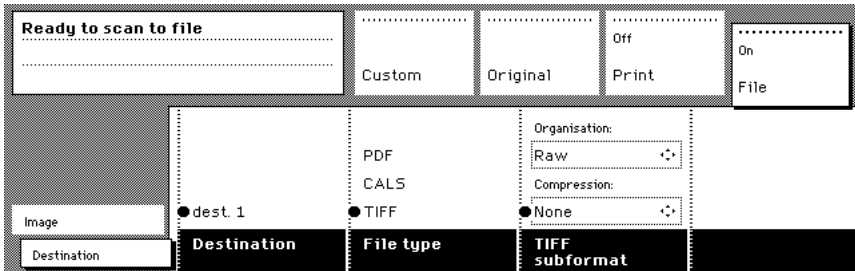 Ready to scan to file
Custom
Original
Off
Print
On
File
Image
Destination
dest. 1
Destination
PDF
CALS
TIFF
File type
Organisation:
Raw
Compression:
None
TIFF
subformat